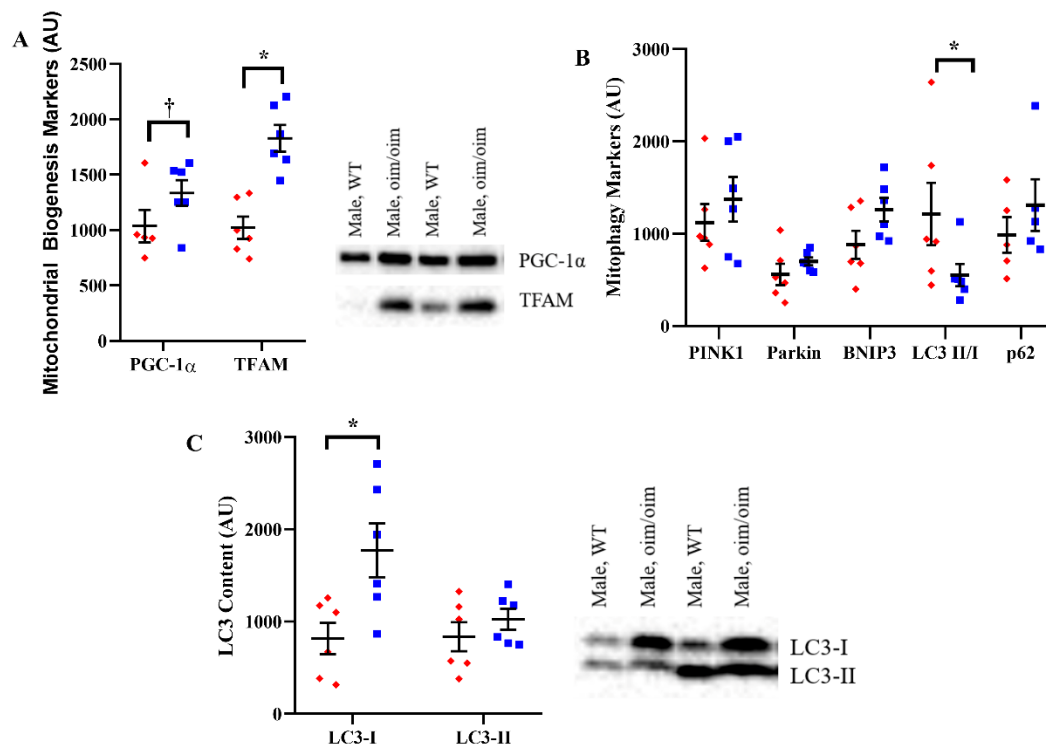 A
Mitochondrial Biogenesis Markers (AU)
2500
2000
1500
1000
500
0
†
*
PGC-1α
TFAM
Male, WT
Male, oim/oim
Male, WT
Male, oim/oim
PGC-1α
TFAM
B
Mitophagy Markers (AU)
3000
2000
1000
0
*
PINK1
Parkin
BNIP3
LC3 II/I
p62
C
LC3 Content (AU)
3000
2000
1000
0
*
LC3-I
LC3-II
Male, WT
Male, oim/oim
Male, WT
Male, oim/oim
LC3-I
LC3-II